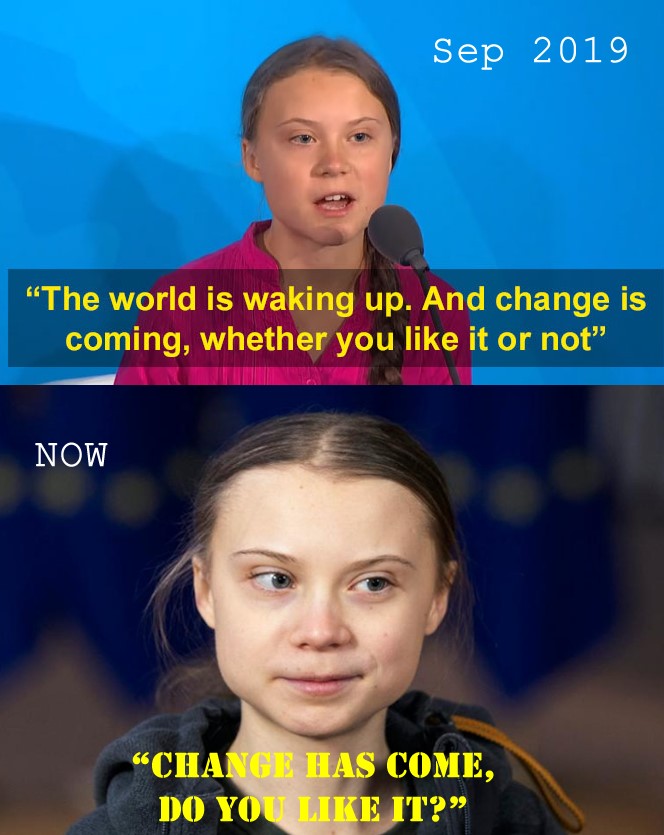 Sep 2019
“The world is waking up. And change is
coming, whether you like it or not”
NOW
“CHANGE HAS COME,
DO YOU LIKE IT?”